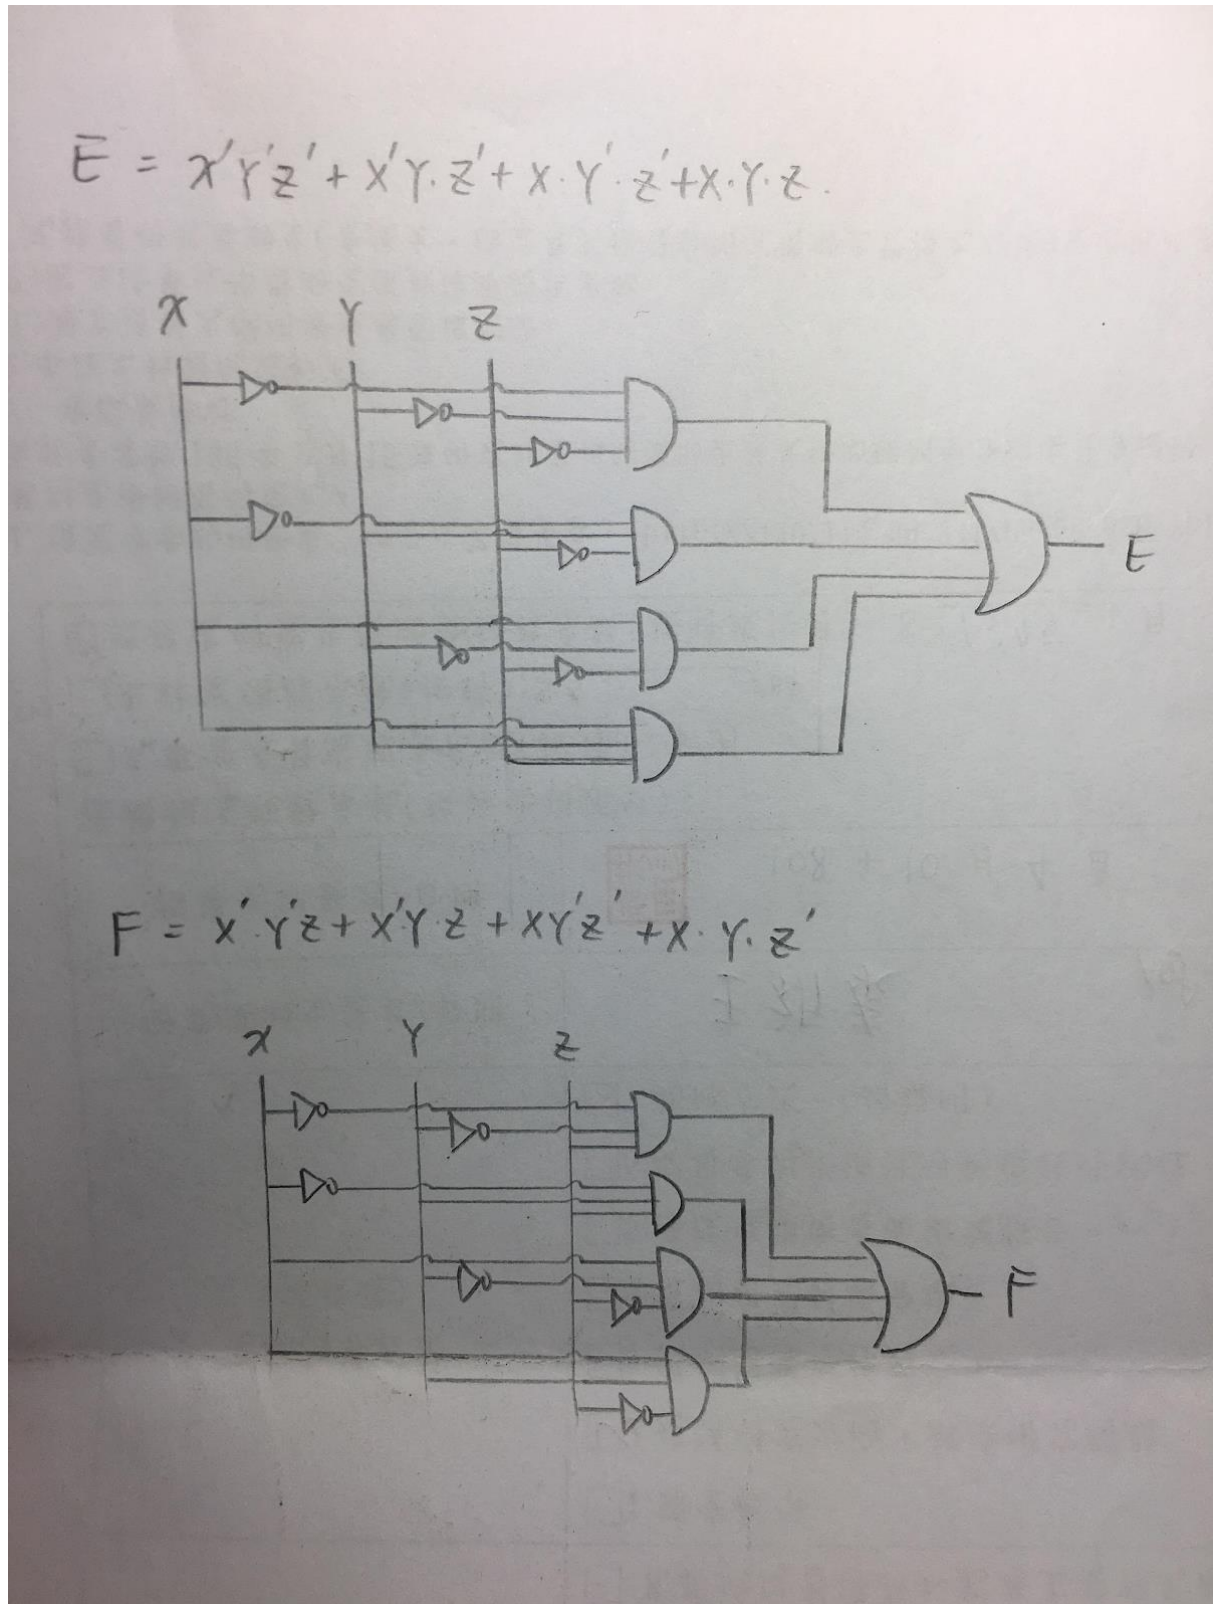 E = X'Y'Z' + X'Y·Z' + X·Y'·Z' + X·Y·Z.
X Y Z
E
F = X'·Y'Z + X'Y·Z + XY'Z' + X·Y·Z'
X Y Z
F